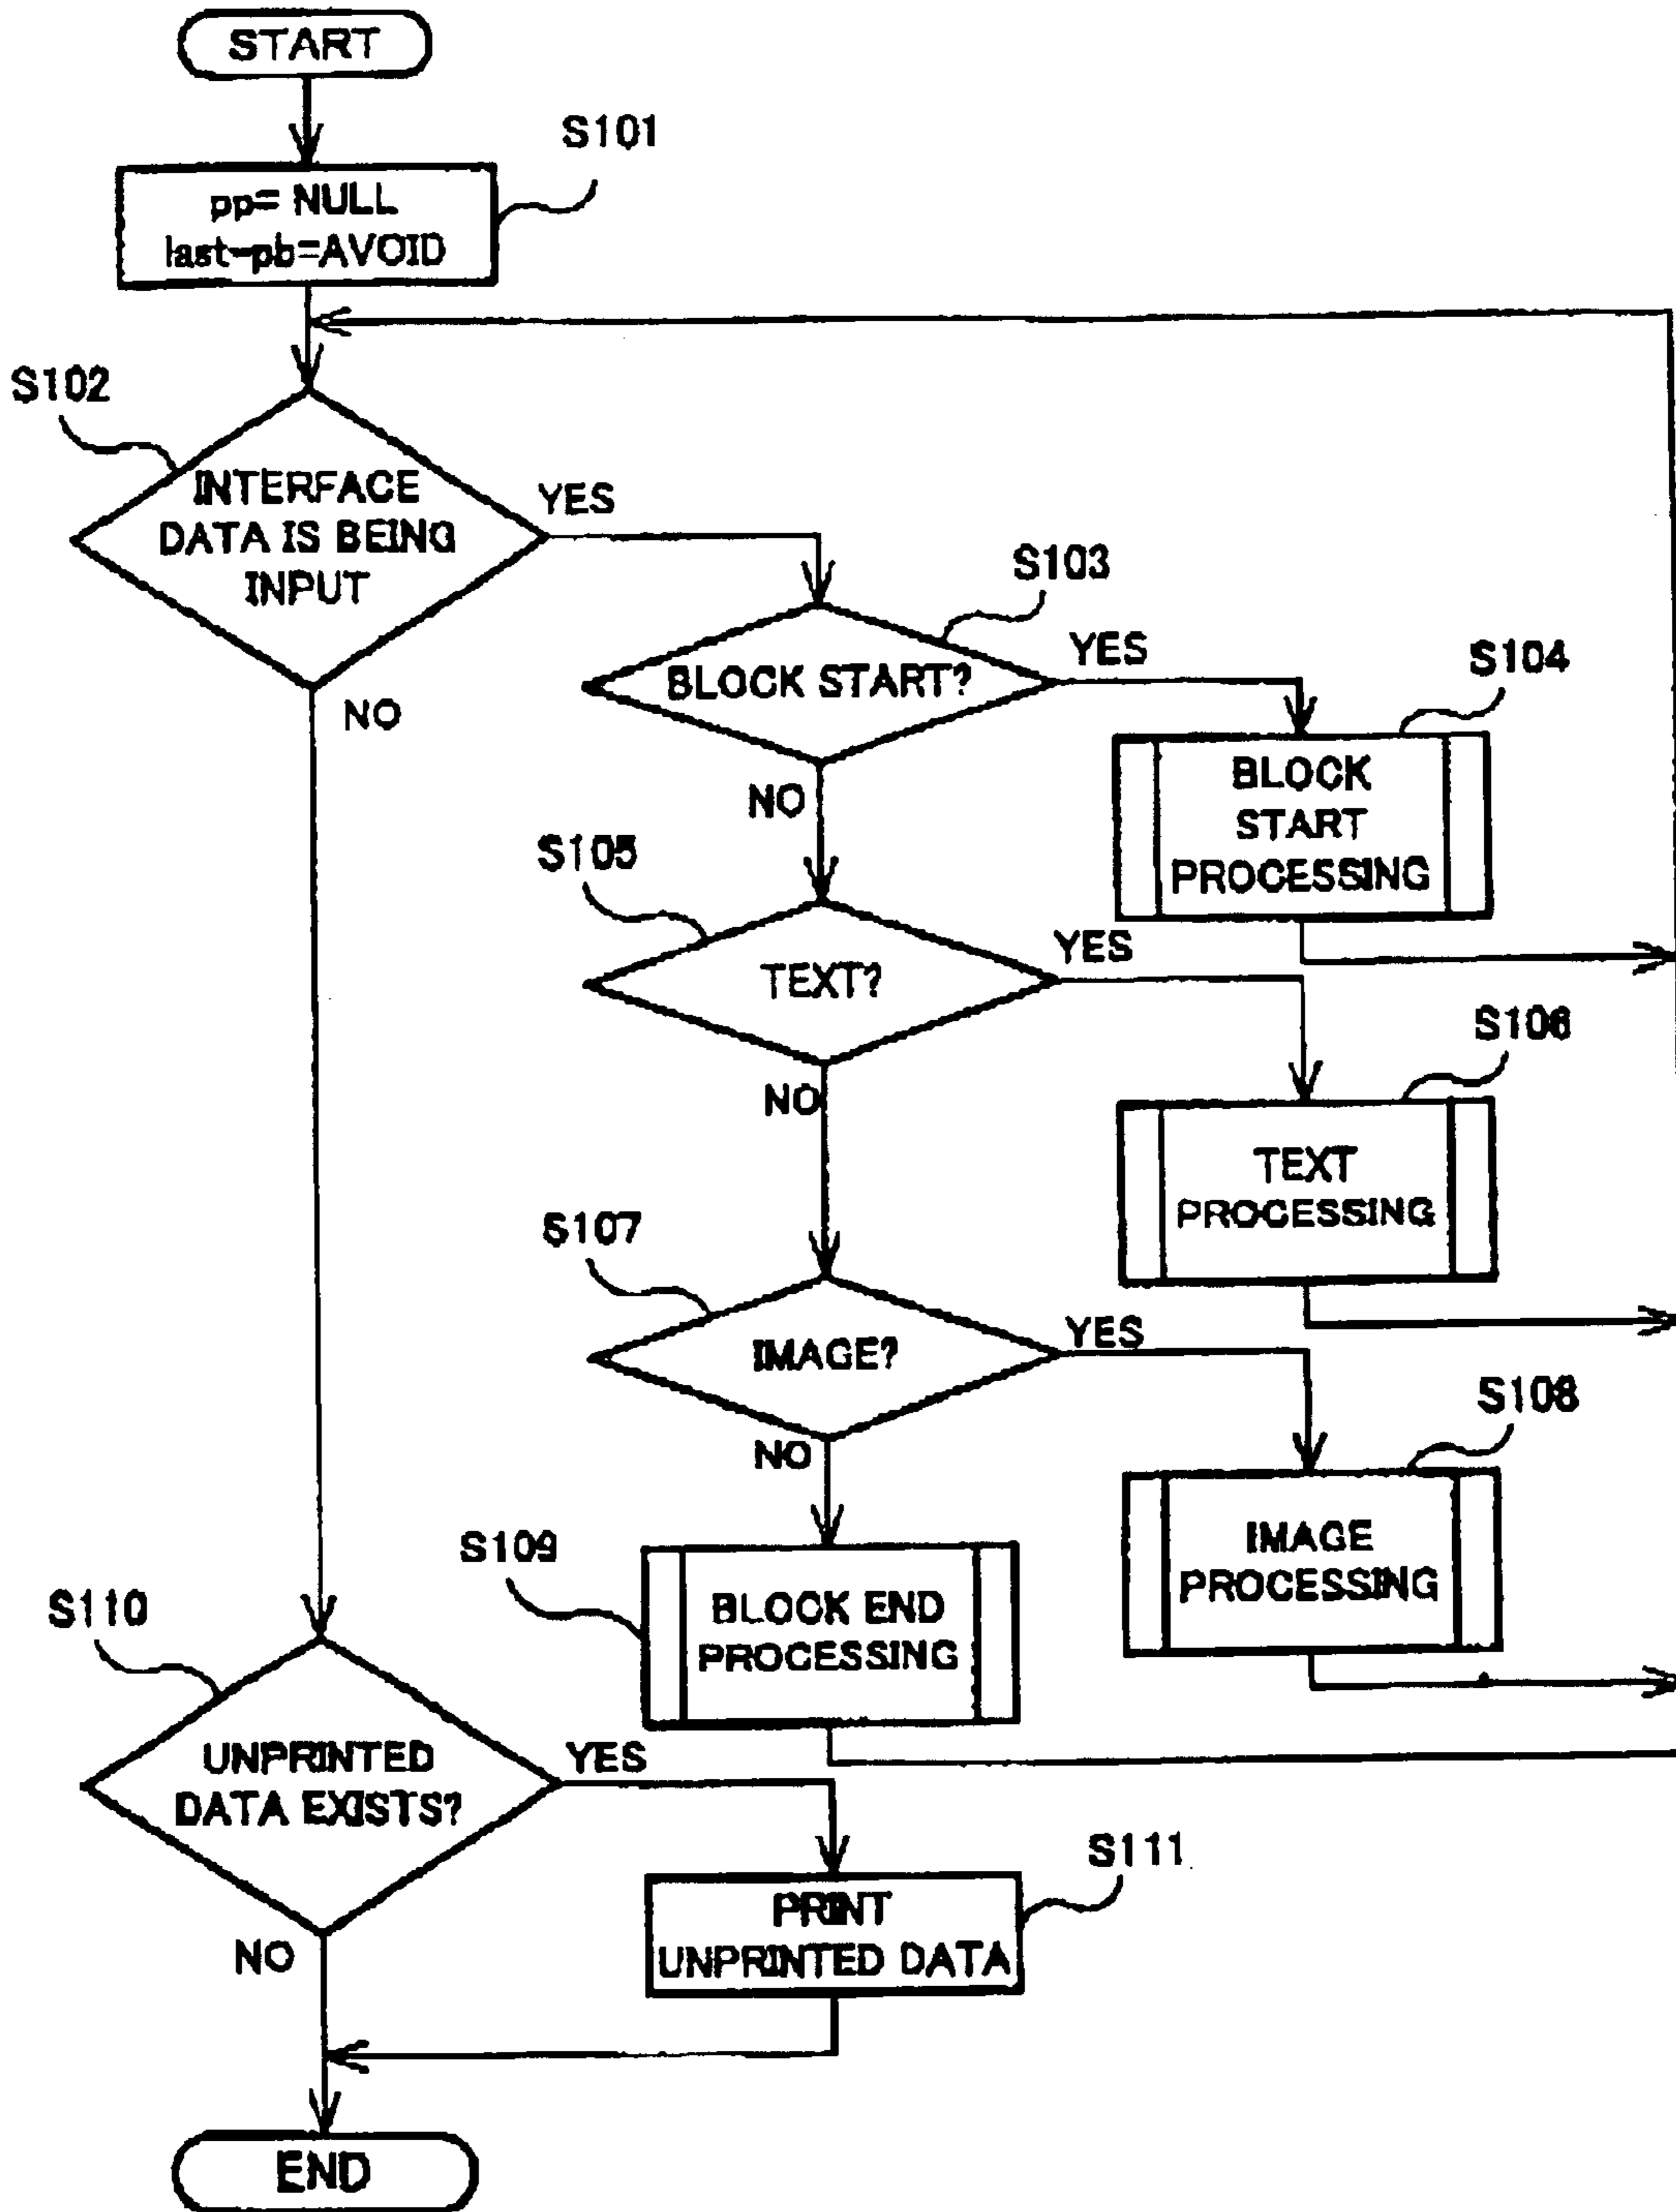 START
S101
pp= NULL
last-pb=AVOID
S102
INTERFACE
DATA IS BEING
INPUT
YES
NO
S103
BLOCK START?
YES
NO
S104
BLOCK
START
PROCESSING
S105
TEXT?
YES
NO
S106
TEXT
PROCESSING
S107
IMAGE?
YES
NO
S108
IMAGE
PROCESSING
S109
BLOCK END
PROCESSING
S110
UNPRINTED
DATA EXISTS?
YES
NO
S111
PRINT
UNPRINTED DATA
END